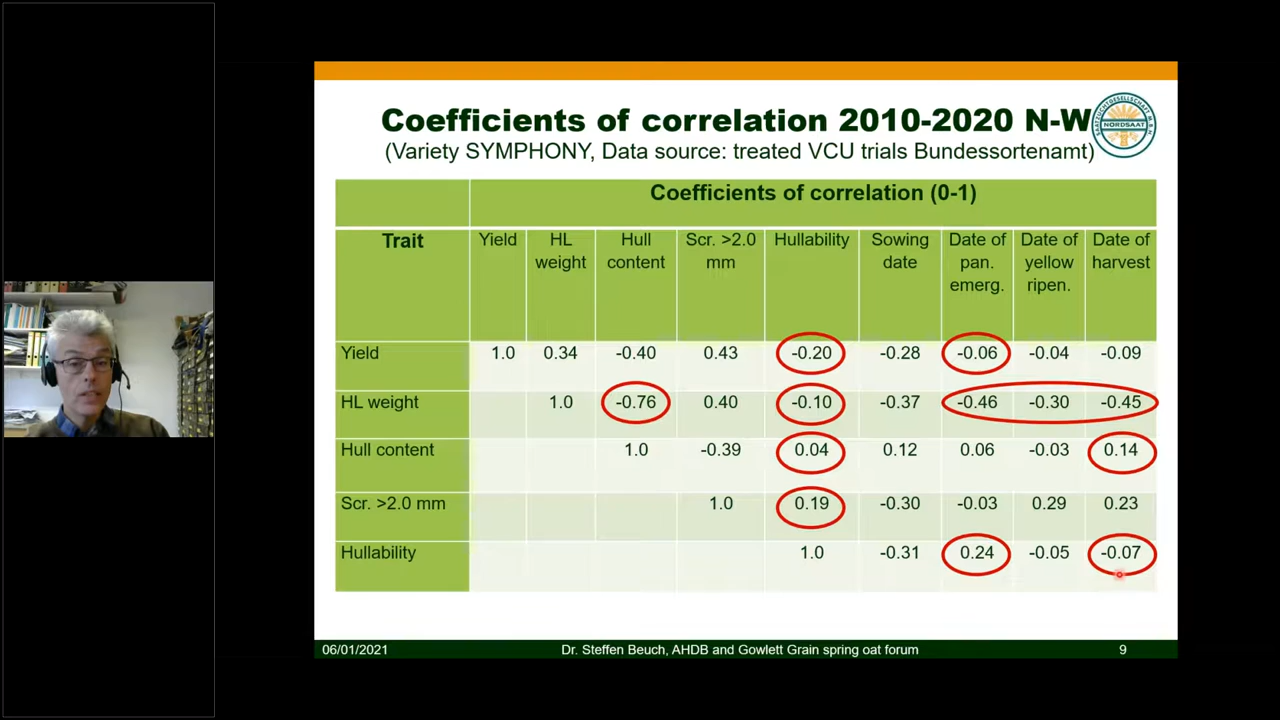 Coefficients of correlation 2010-2020 N-W
(Variety SYMPHONY, Data source: treated VCU trials Bundessortenamt)
NORDSAAT
Coefficients of correlation (0-1)
Trait Yield HL weight Hull content Scr. >2.0 mm Hullability Sowing date Date of pan. emerg. Date of yellow ripen. Date of harvest
Yield 1.0 0.34 -0.40 0.43 -0.20 -0.28 -0.06 -0.04 -0.09
HL weight 1.0 -0.76 0.40 -0.10 -0.37 -0.46 -0.30 -0.45
Hull content 1.0 -0.39 0.04 0.12 0.06 -0.03 0.14
Scr. >2.0 mm 1.0 0.19 -0.30 -0.03 0.29 0.23
Hullability 1.0 -0.31 0.24 -0.05 -0.07
06/01/2021 Dr. Steffen Beuch, AHDB and Gowlett Grain spring oat forum 9